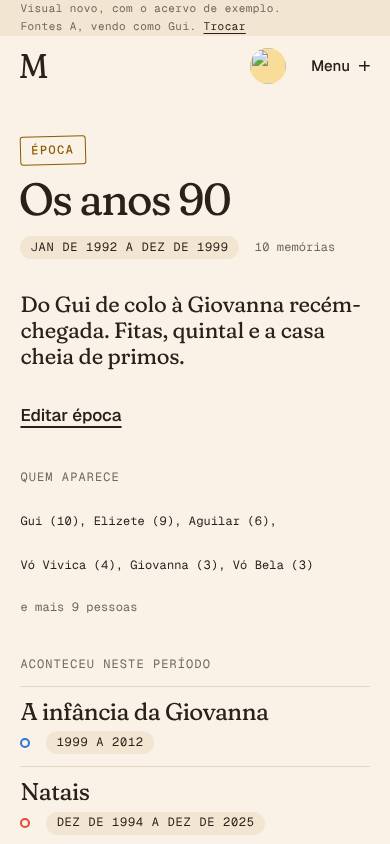 Visual novo, com o acervo de exemplo.
Fontes A, vendo como Gui. Trocar
M
Menu +
ÉPOCA
Os anos 90
JAN DE 1992 A DEZ DE 1999 10 memórias
Do Gui de colo à Giovanna recém-
chegada. Fitas, quintal e a casa
cheia de primos.
Editar época
QUEM APARECE
Gui (10), Elizete (9), Aguilar (6),
Vó Vivica (4), Giovanna (3), Vó Bela (3)
e mais 9 pessoas
ACONTECEU NESTE PERÍODO
A infância da Giovanna
1999 A 2012
Natais
DEZ DE 1994 A DEZ DE 2025